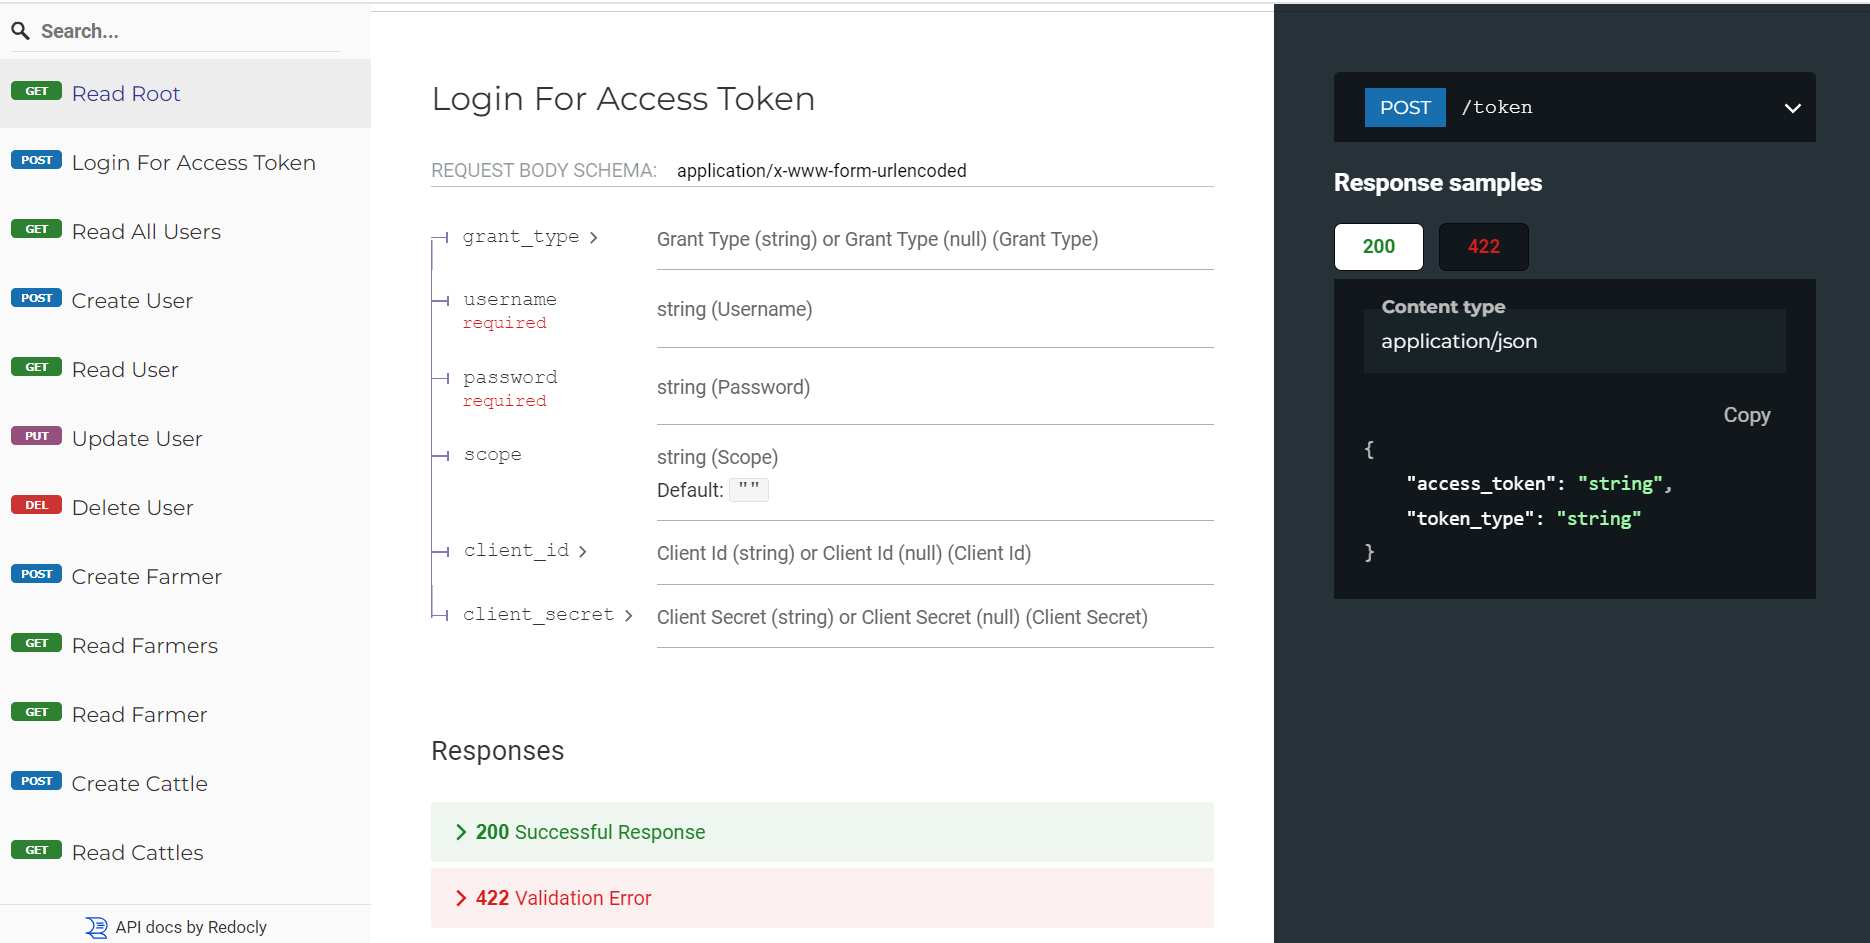 Search...
GET Read Root
POST Login For Access Token
GET Read All Users
POST Create User
GET Read User
PUT Update User
DEL Delete User
POST Create Farmer
GET Read Farmers
GET Read Farmer
POST Create Cattle
GET Read Cattles
API docs by Redocly
Login For Access Token
REQUEST BODY SCHEMA: application/x-www-form-urlencoded
grant_type Grant Type (string) or Grant Type (null) (Grant Type)
username
required
string (Username)
password
required
string (Password)
scope string (Scope)
Default: ""
client_id Client Id (string) or Client Id (null) (Client Id)
client_secret Client Secret (string) or Client Secret (null) (Client Secret)
Responses
200 Successful Response
422 Validation Error
POST /token
Response samples
200 422
Content type
application/json
Copy
{
"access_token": "string",
"token_type": "string"
}